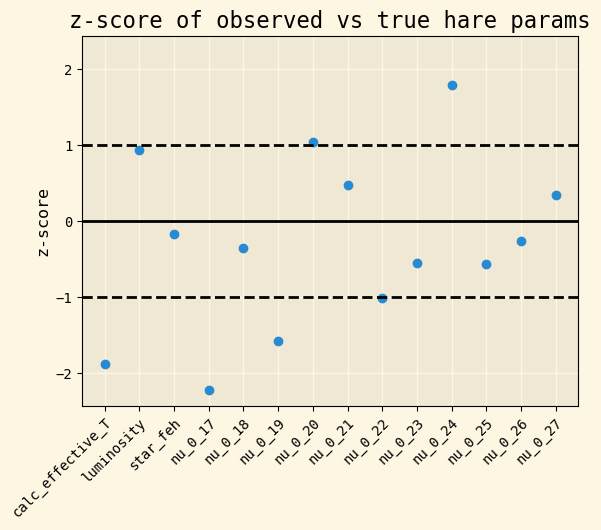 z-score of observed vs true hare params
z-score
2
1
0
−1
−2
calc_effective_T
luminosity
star_feh
nu_0_17
nu_0_18
nu_0_19
nu_0_20
nu_0_21
nu_0_22
nu_0_23
nu_0_24
nu_0_25
nu_0_26
nu_0_27